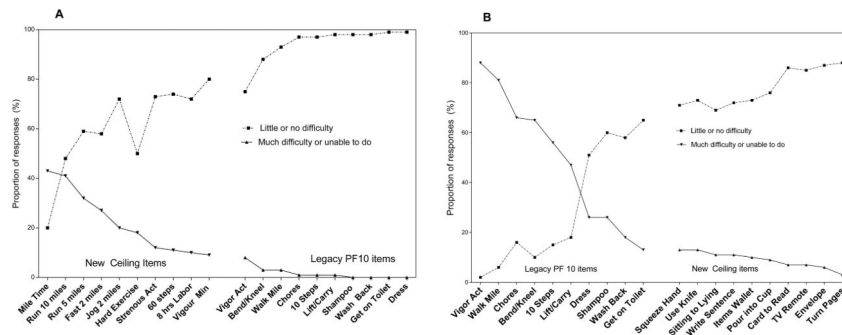 A
Proportion of responses (%)
100
80
60
40
20
0
Little or no difficulty
Much difficulty or unable to do
New Ceiling Items
Legacy PF10 items
Mile Time
Run 10 miles
Run 5 miles
Fast 2 miles
Jog 2 miles
Hard Exercise
Strenous Act
60 steps
8 hrs Labor
Vigour Min
Vigor Act
Bend/Kneel
Walk Mile
Chores
10 Steps
Lift/Carry
Shampoo
Wash Back
Get on Toilet
Dress
B
Proportion of responses (%)
100
80
60
40
20
0
Little or no difficulty
Much difficulty or unable to do
Legacy PF 10 items
New Ceiling items
Vigor Act
Walk Mile
Chores
Bend/Kneel
10 Steps
Lift/Carry
Dress
Shampoo
Wash Back
Get on Toilet
Squeeze Hand
Use Knife
Sitting to Lying
Write Sentence
Items Wallet
Pour into Cup
Card to Read
TV Remote
Envelope
Turn Pages